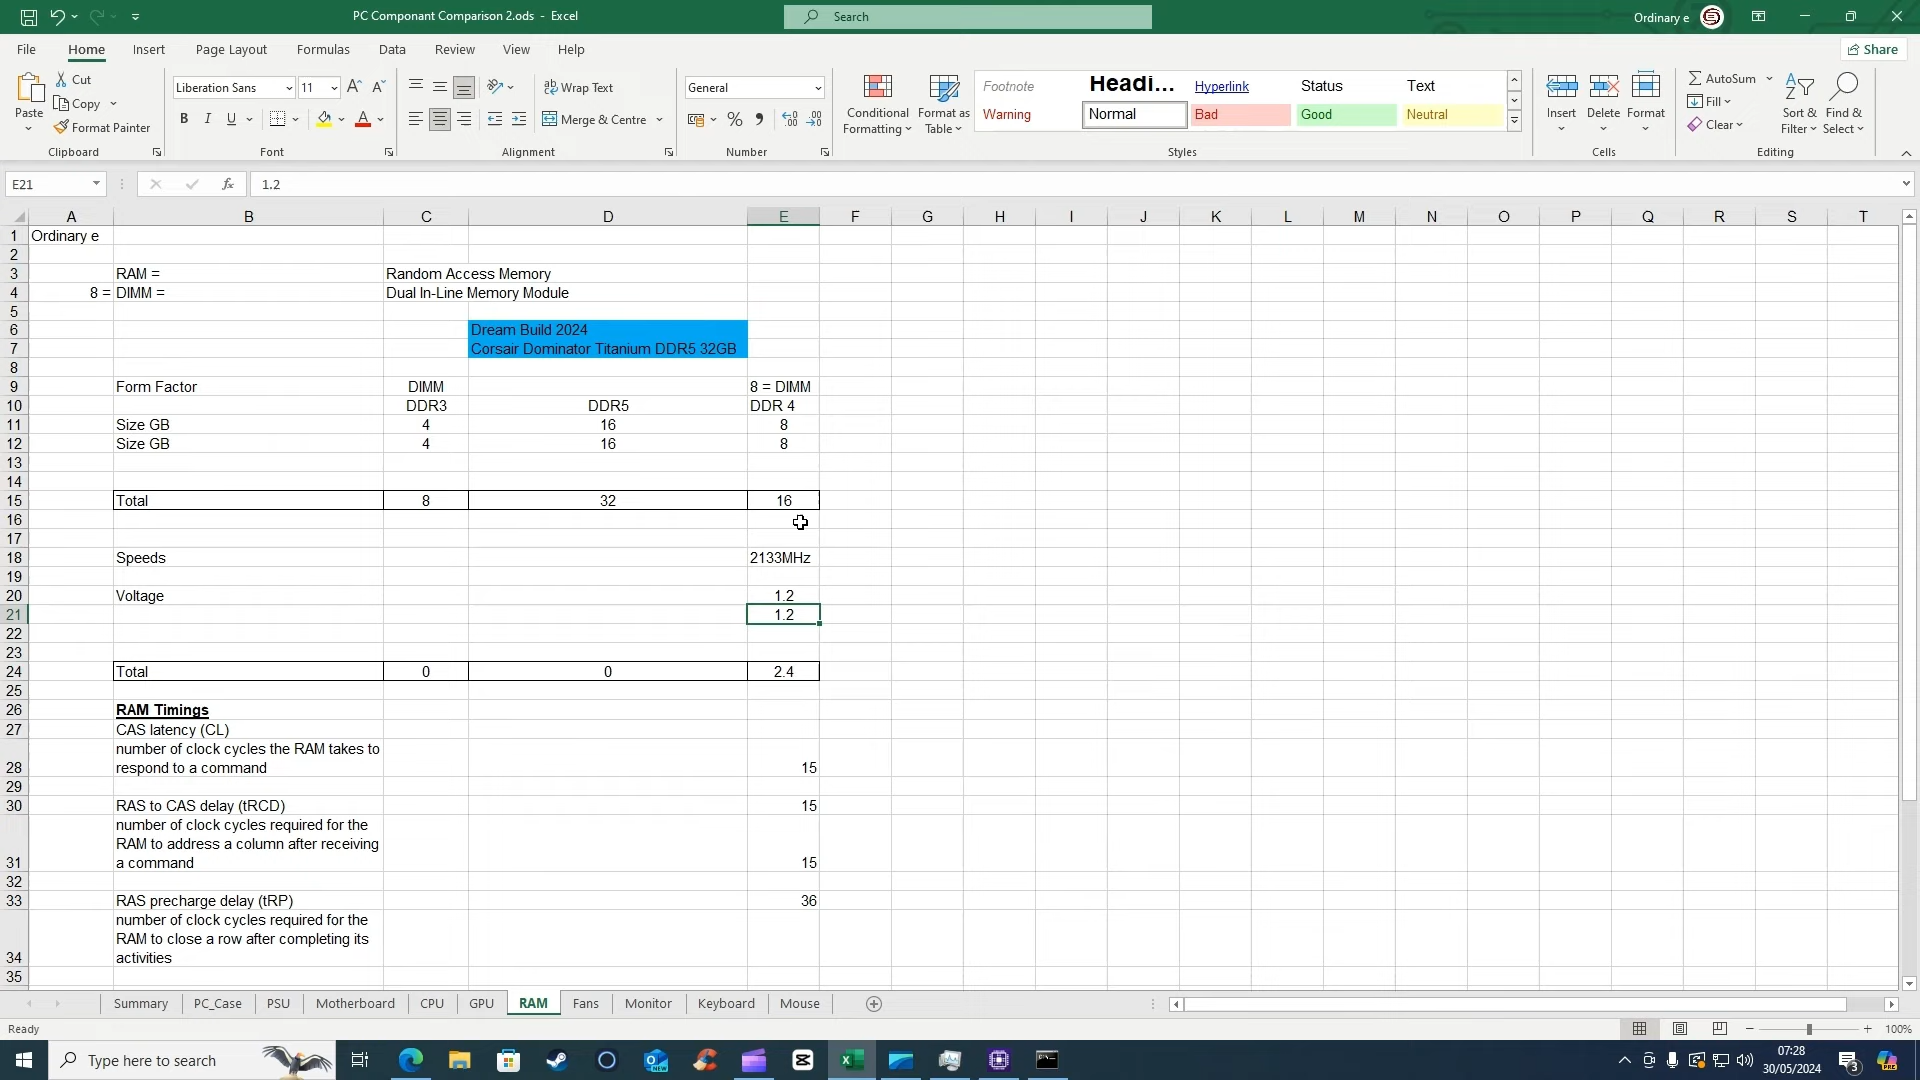 PC Componant Comparison 2.ods - Excel
Search
Ordinary e
File Home Insert Page Layout Formulas Data Review View Help
Share
Paste
Cut
Copy
Format Painter
Clipboard
Liberation Sans 11
B I U
Font
Wrap Text
Merge & Centre
Alignment
General
Number
Conditional Formatting
Format as Table
Footnote Headi... Hyperlink Status Text
Warning Normal Bad Good Neutral
Styles
Insert Delete Format
Cells
AutoSum
Fill
Clear
Sort & Filter
Find & Select
Editing
E21 fx 1.2
A B C D E F G H I J K L M N O P Q R S T
1 Ordinary e
2
3 RAM = Random Access Memory
4 8 = DIMM = Dual In-Line Memory Module
5
6 Dream Build 2024
7 Corsair Dominator Titanium DDR5 32GB
8
9 Form Factor DIMM 8 = DIMM
10 DDR3 DDR5 DDR 4
11 Size GB 4 16 8
12 Size GB 4 16 8
13
14
15 Total 8 32 16
16
17
18 Speeds 2133MHz
19
20 Voltage 1.2
21 1.2
22
23
24 Total 0 0 2.4
25
26 RAM Timings
27 CAS latency (CL)
number of clock cycles the RAM takes to
28 respond to a command 15
29
30 RAS to CAS delay (tRCD) 15
number of clock cycles required for the
RAM to address a column after receiving
31 a command 15
32
33 RAS precharge delay (tRP) 36
number of clock cycles required for the
RAM to close a row after completing its
34 activities
35
Summary PC_Case PSU Motherboard CPU GPU RAM Fans Monitor Keyboard Mouse
Ready
100%
Type here to search
07:28
30/05/2024
3